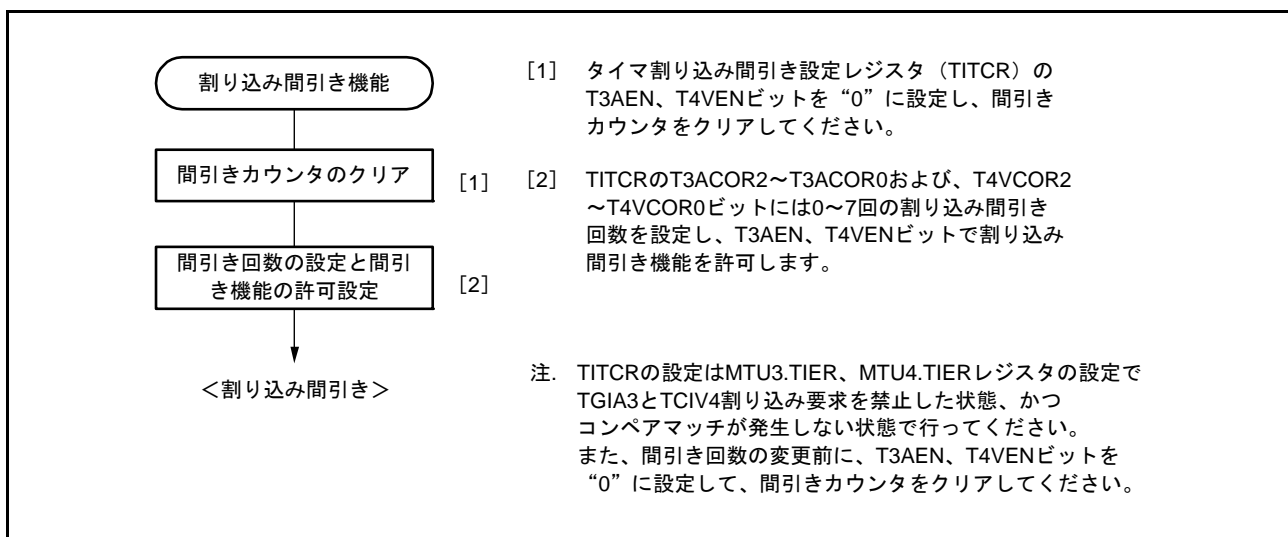 割り込み間引き機能
間引きカウンタのクリア
[1]
間引き回数の設定と間引
き機能の許可設定
[2]
＜割り込み間引き＞
[1] タイマ割り込み間引き設定レジスタ（TITCR）の
T3AEN、T4VENビットを“0”に設定し、間引き
カウンタをクリアしてください。
[2] TITCRのT3ACOR2～T3ACOR0および、T4VCOR2
～T4VCOR0ビットには0～7回の割り込み間引き
回数を設定し、T3AEN、T4VENビットで割り込み
間引き機能を許可します。
注. TITCRの設定はMTU3.TIER、MTU4.TIERレジスタの設定で
TGIA3とTCIV4割り込み要求を禁止した状態、かつ
コンペアマッチが発生しない状態で行ってください。
また、間引き回数の変更前に、T3AEN、T4VENビットを
“0”に設定して、間引きカウンタをクリアしてください。